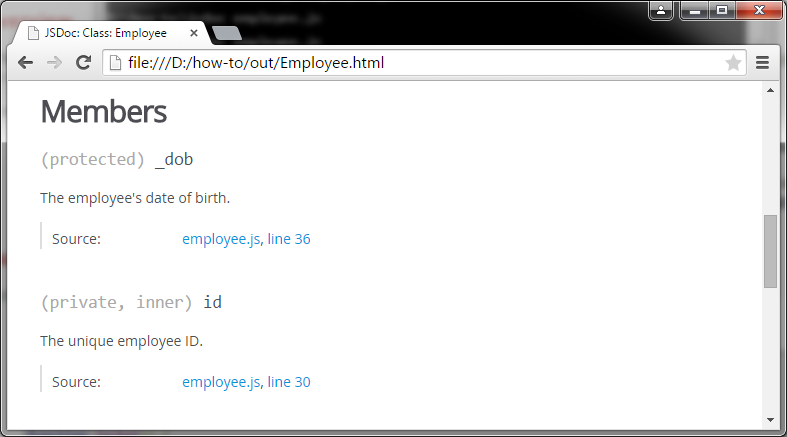 JSDoc: Class: Employee
file:///D:/how-to/out/Employee.html
Members
(protected) _dob
The employee's date of birth.
Source: employee.js, line 36
(private, inner) id
The unique employee ID.
Source: employee.js, line 30